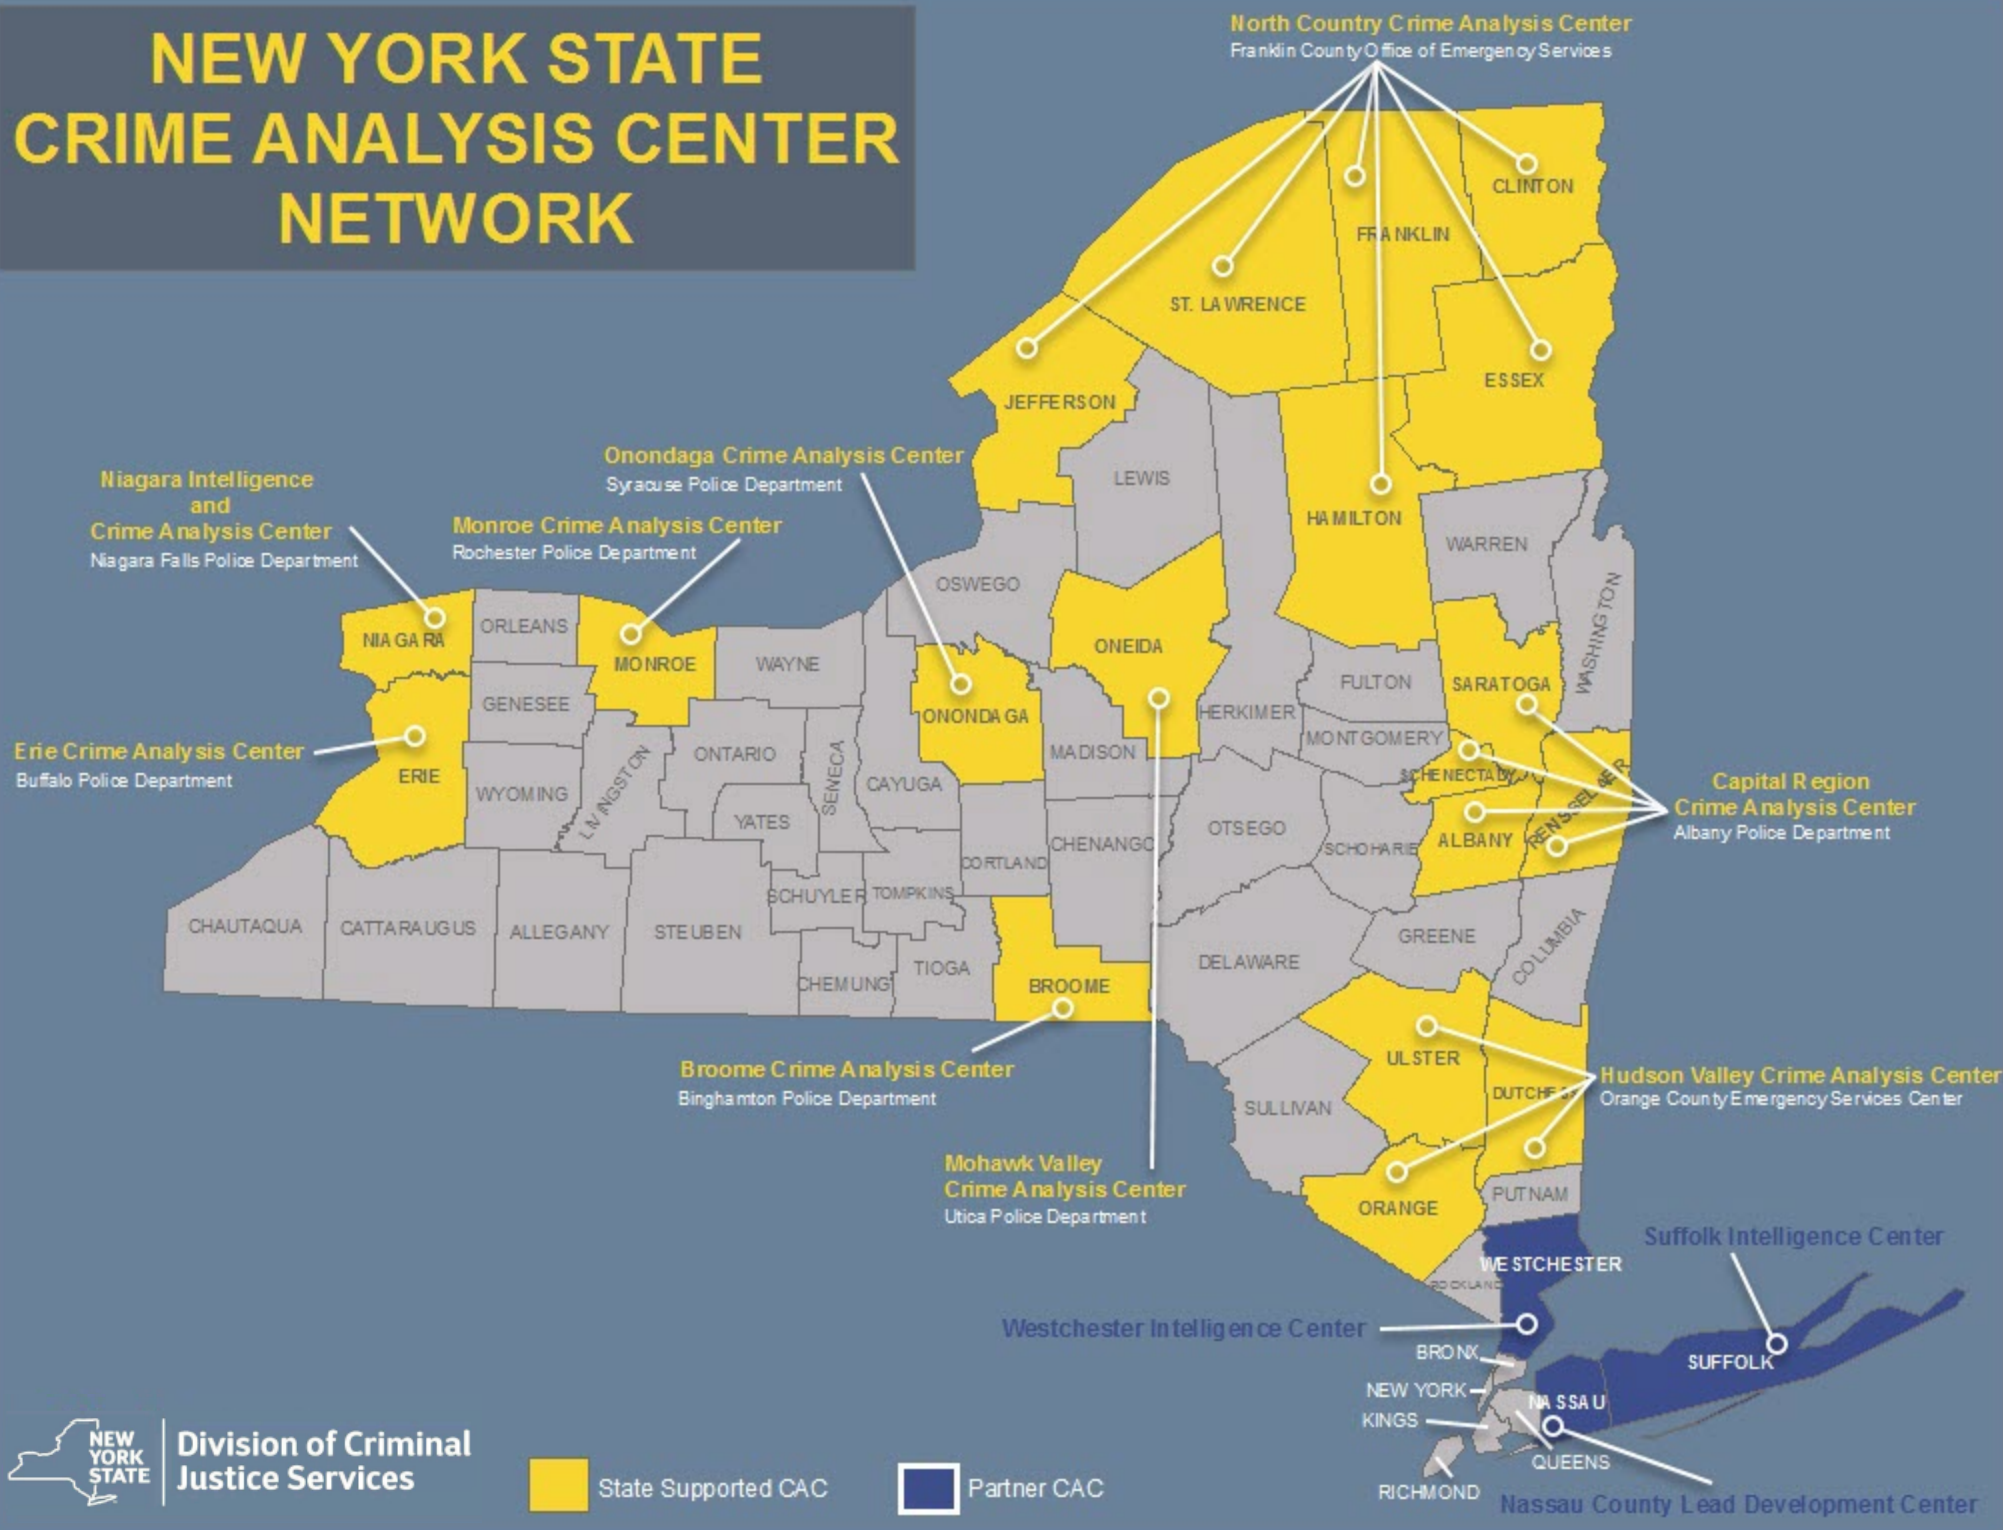 NEW YORK STATE
CRIME ANALYSIS CENTER
NETWORK
North Country Crime Analysis Center
Franklin County Office of Emergency Services
CLINTON
FRANKLIN
ST. LAWRENCE
ESSEX
JEFFERSON
LEWIS
HAMILTON
WARREN
WASHINGTON
Onondaga Crime Analysis Center
Syracuse Police Department
Niagara Intelligence
and
Crime Analysis Center
Niagara Falls Police Department
Monroe Crime Analysis Center
Rochester Police Department
OSWEGO
ONEIDA
NIAGARA
ORLEANS
MONROE
WAYNE
FULTON
SARATOGA
GENESEE
ONONDAGA
HERKIMER
MONTGOMERY
Erie Crime Analysis Center
Buffalo Police Department
ERIE
WYOMING
LIVINGSTON
ONTARIO
SENECA
CAYUGA
MADISON
SCHENECTADY
RENSSELAER
Capital Region
Crime Analysis Center
Albany Police Department
YATES
CORTLAND
CHENANGO
OTSEGO
SCHOHARIE
ALBANY
CHAUTAQUA
CATTARAUGUS
ALLEGANY
STEUBEN
SCHUYLER
TOMPKINS
CHEMUNG
TIOGA
BROOME
DELAWARE
GREENE
COLUMBIA
Broome Crime Analysis Center
Binghamton Police Department
ULSTER
DUTCHESS
Hudson Valley Crime Analysis Center
Orange County Emergency Services Center
SULLIVAN
Mohawk Valley
Crime Analysis Center
Utica Police Department
ORANGE
PUTNAM
ROCKLAND
WESTCHESTER
Suffolk Intelligence Center
Westchester Intelligence Center
BRONX
NEW YORK
KINGS
SUFFOLK
NASSAU
QUEENS
RICHMOND
Nassau County Lead Development Center
NEW
YORK
STATE
Division of Criminal
Justice Services
State Supported CAC
Partner CAC